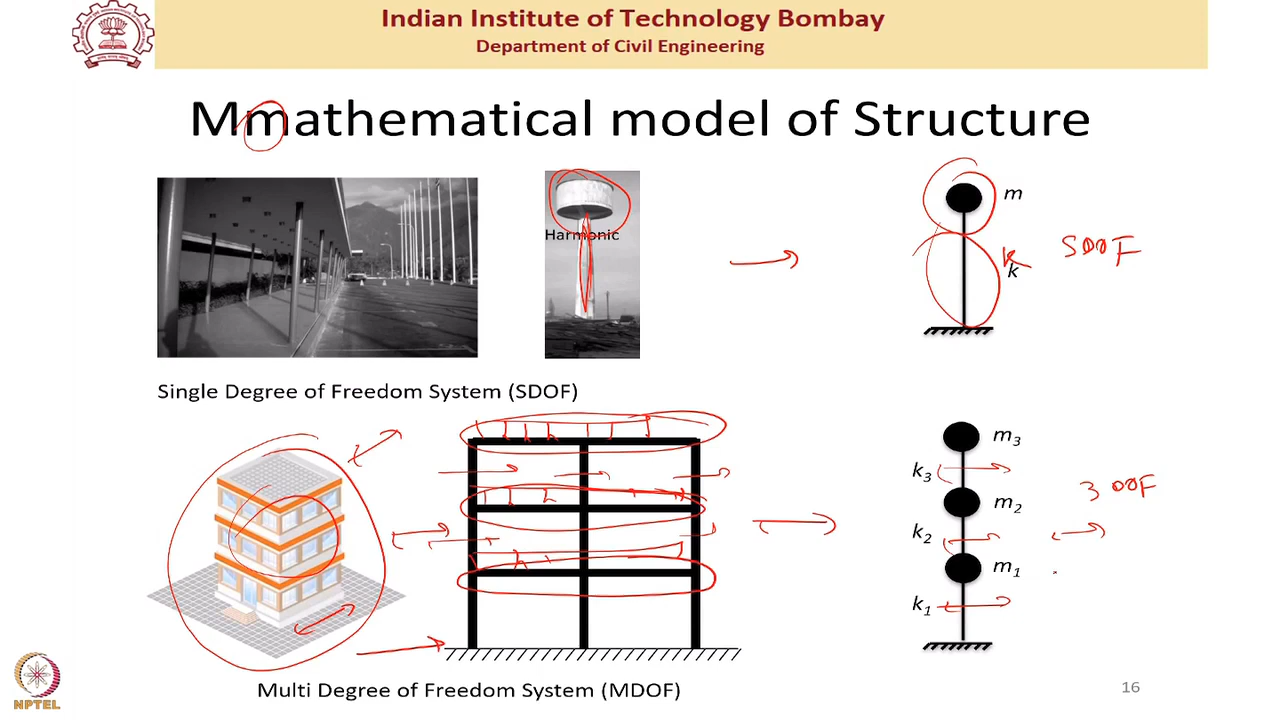 Indian Institute of Technology Bombay
Department of Civil Engineering
Mmathematical model of Structure
Harmonic
m
k
k
SDOF
Single Degree of Freedom System (SDOF)
m3
k3
3 DOF
m2
k2
m1
k1
Multi Degree of Freedom System (MDOF)
16
NPTEL